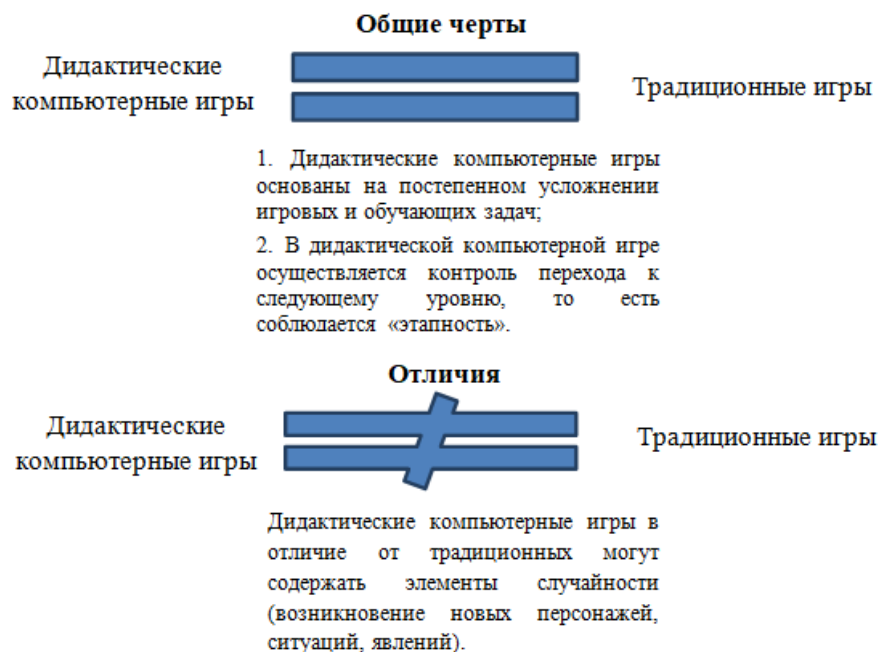 Общие черты
Дидактические
компьютерные игры
Традиционные игры
1. Дидактические компьютерные игры
основаны на постепенном усложнении
игровых и обучающих задач;
2. В дидактической компьютерной игре
осуществляется контроль перехода к
следующему уровню, то есть
соблюдается «этапность».
Отличия
Дидактические
компьютерные игры
Традиционные игры
Дидактические компьютерные игры в
отличие от традиционных могут
содержать элементы случайности
(возникновение новых персонажей,
ситуаций, явлений).